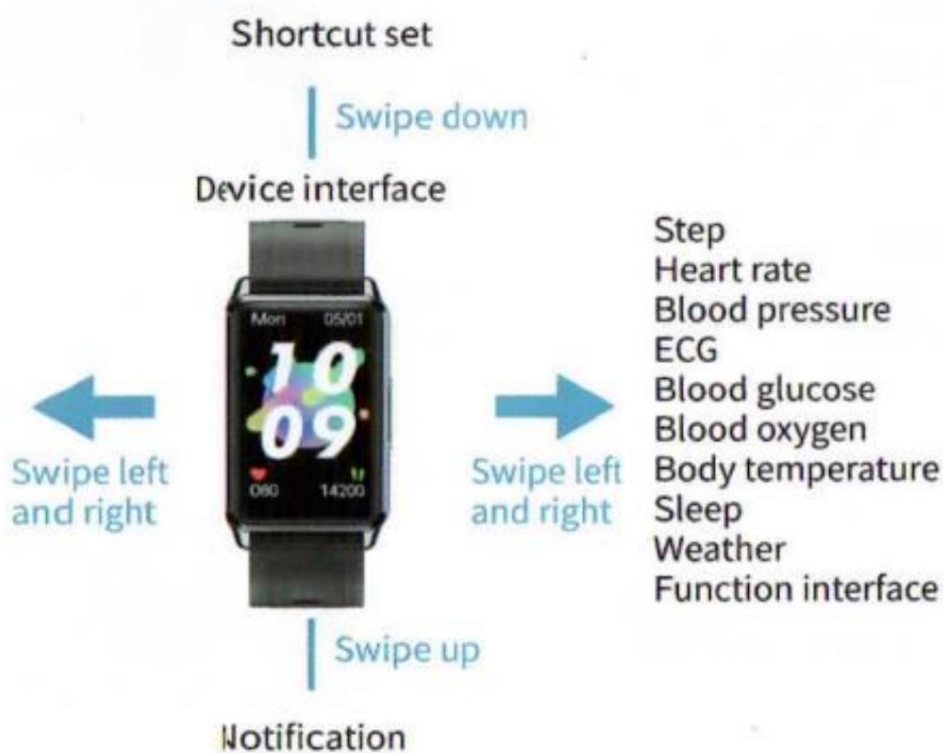 Shortcut set
Swipe down
Device interface
Mon 05/01
10
09
080 14200
Swipe left
and right
Swipe left
and right
Step
Heart rate
Blood pressure
ECG
Blood glucose
Blood oxygen
Body temperature
Sleep
Weather
Function interface
Swipe up
Notification